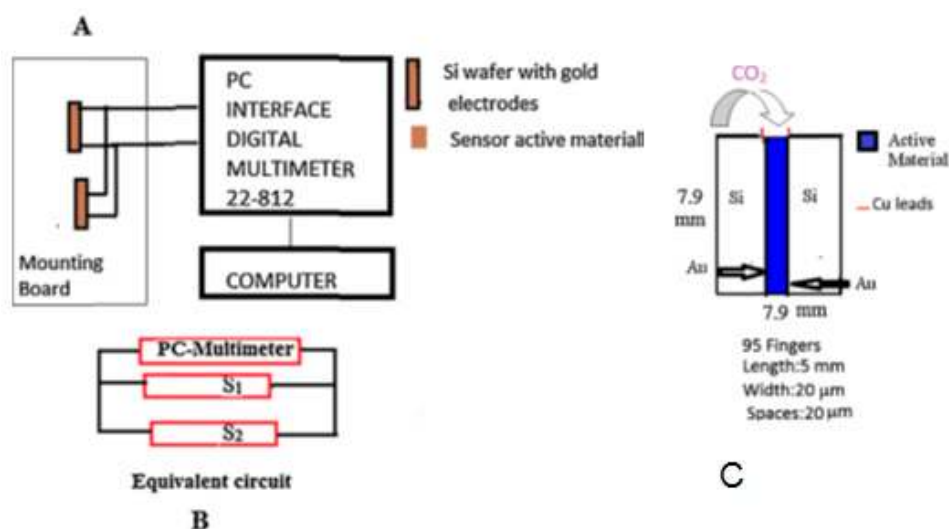 A
PC
INTERFACE
DIGITAL
MULTIMETER
22-812
COMPUTER
Mounting
Board
Si wafer with gold
electrodes
Sensor active materiall
PC-Multimeter
S1
S2
Equivalent circuit
B
CO2
Active
Material
Cu leads
7.9
mm
Si
Si
Au
Au
7.9 mm
95 Fingers
Length:5 mm
Width:20 µm
Spaces:20 µm
C